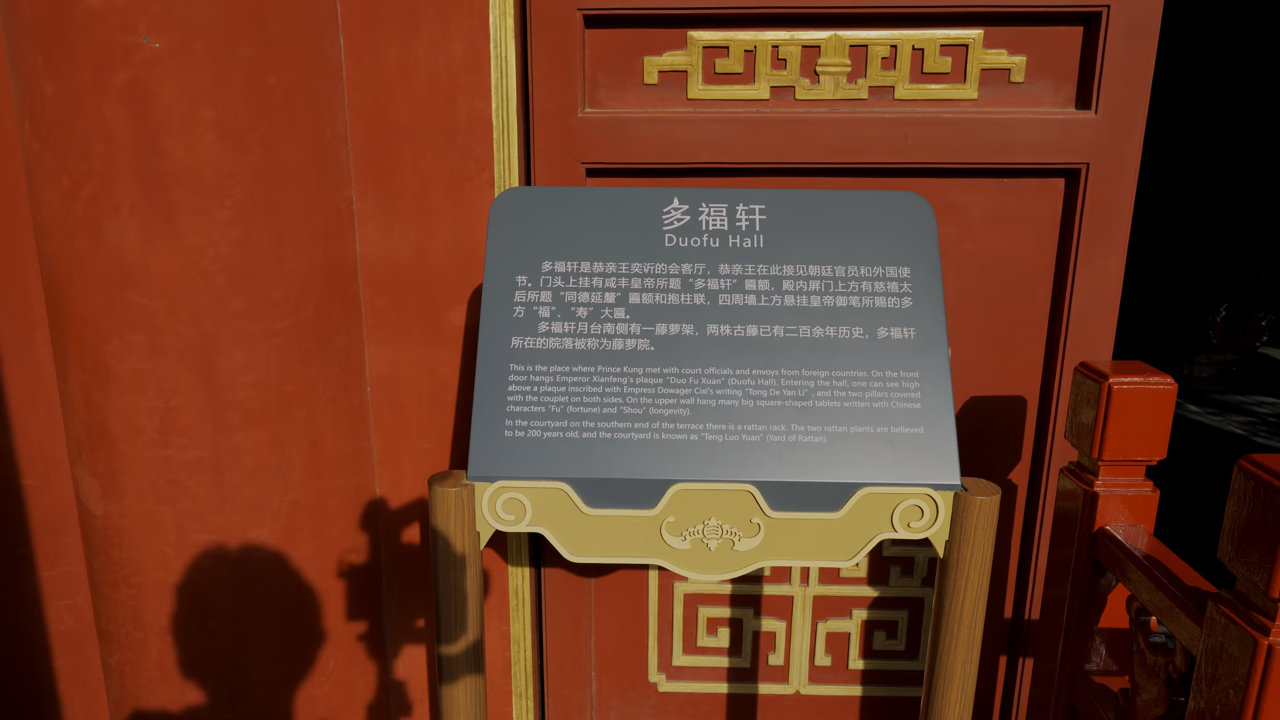 多福轩
Duofu Hall
多福轩是恭亲王奕䜣的会客厅，恭亲王在此接见朝廷官员和外国使
节。门头上挂有咸丰皇帝所题“多福轩”匾额，殿内屏门上方有慈禧太
后所题“同德延釐”匾额和抱柱联，四周墙上方悬挂皇帝御笔所赐的多
方“福”、“寿”大匾。
多福轩月台南侧有一藤萝架，两株古藤已有二百余年历史，多福轩
所在的院落被称为藤萝院。
This is the place where Prince Kung met with court officials and envoys from foreign countries. On the front
door hangs Emperor Xianfeng's plaque "Duo Fu Xuan" (Duofu Hall). Entering the hall, one can see high
above a plaque inscribed with Empress Dowager Cixi's writing "Tong De Yan Li" , and the two pillars covered
with the couplet on both sides. On the upper wall hang many big square-shaped tablets written with Chinese
characters "Fu" (fortune) and "Shou" (longevity).
In the courtyard on the southern end of the terrace there is a rattan rack. The two rattan plants are believed
to be 200 years old, and the courtyard is known as "Teng Luo Yuan" (Yard of Rattan).